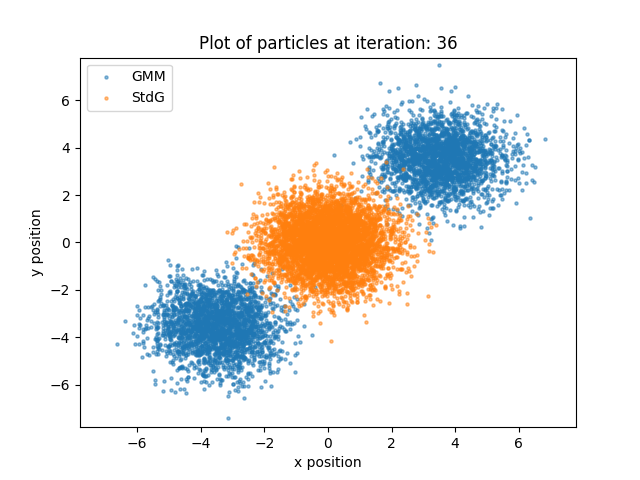 Plot of particles at iteration: 36
GMM
StdG
6
4
2
0
−2
−4
−6
y position
−6 −4 −2 0 2 4 6
x position